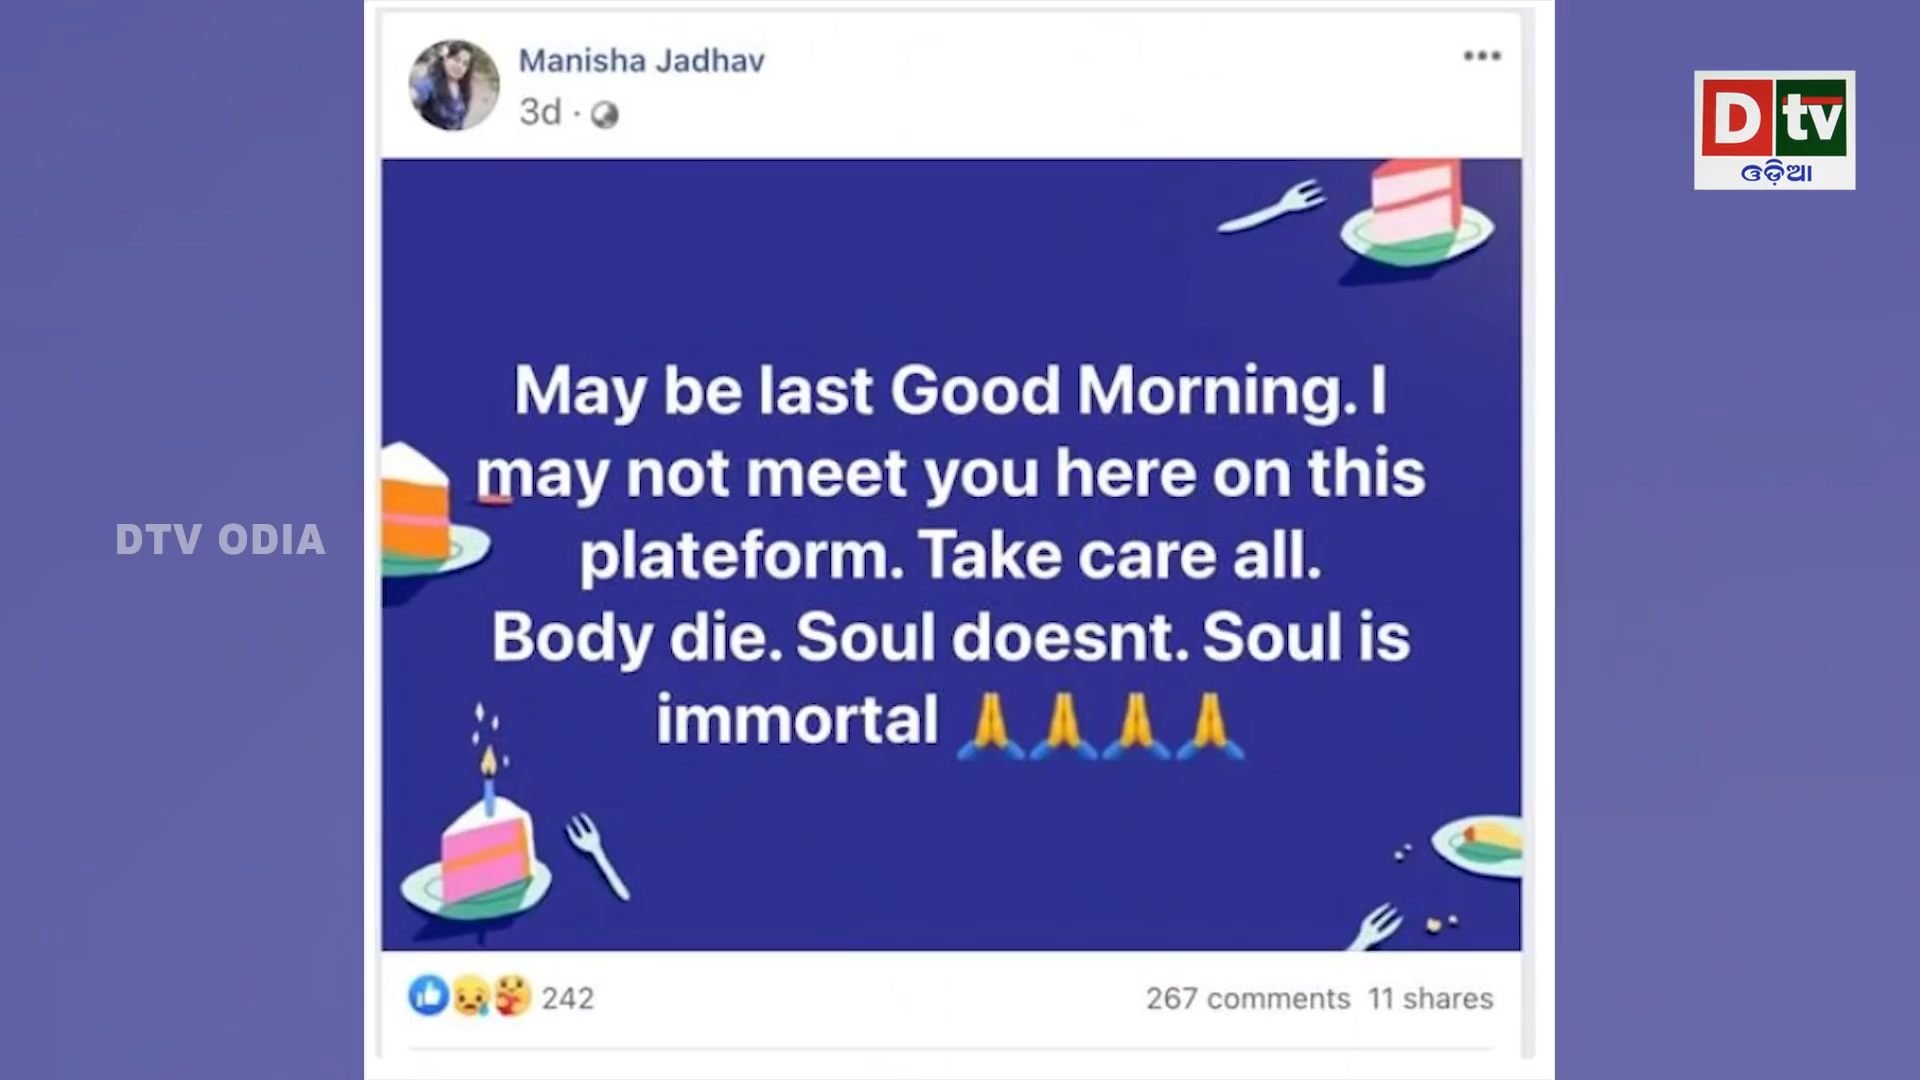 Manisha Jadhav
3d ·
D tv
ଓଡ଼ିଆ
May be last Good Morning. I
may not meet you here on this
plateform. Take care all.
Body die. Soul doesnt. Soul is
immortal 🙏🙏🙏🙏
DTV ODIA
242
267 comments 11 shares